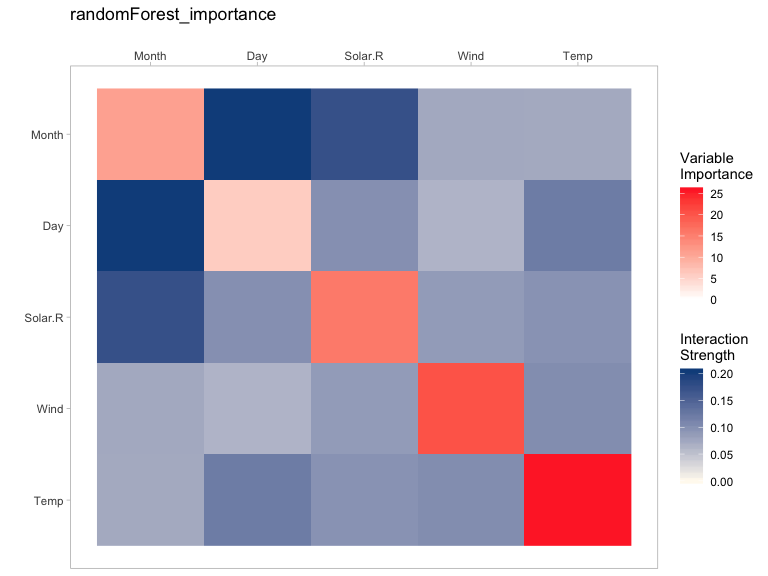 randomForest_importance
Month Day Solar.R Wind Temp
Month
Day
Solar.R
Wind
Temp
Variable
Importance
25
20
15
10
5
0
Interaction
Strength
0.20
0.15
0.10
0.05
0.00